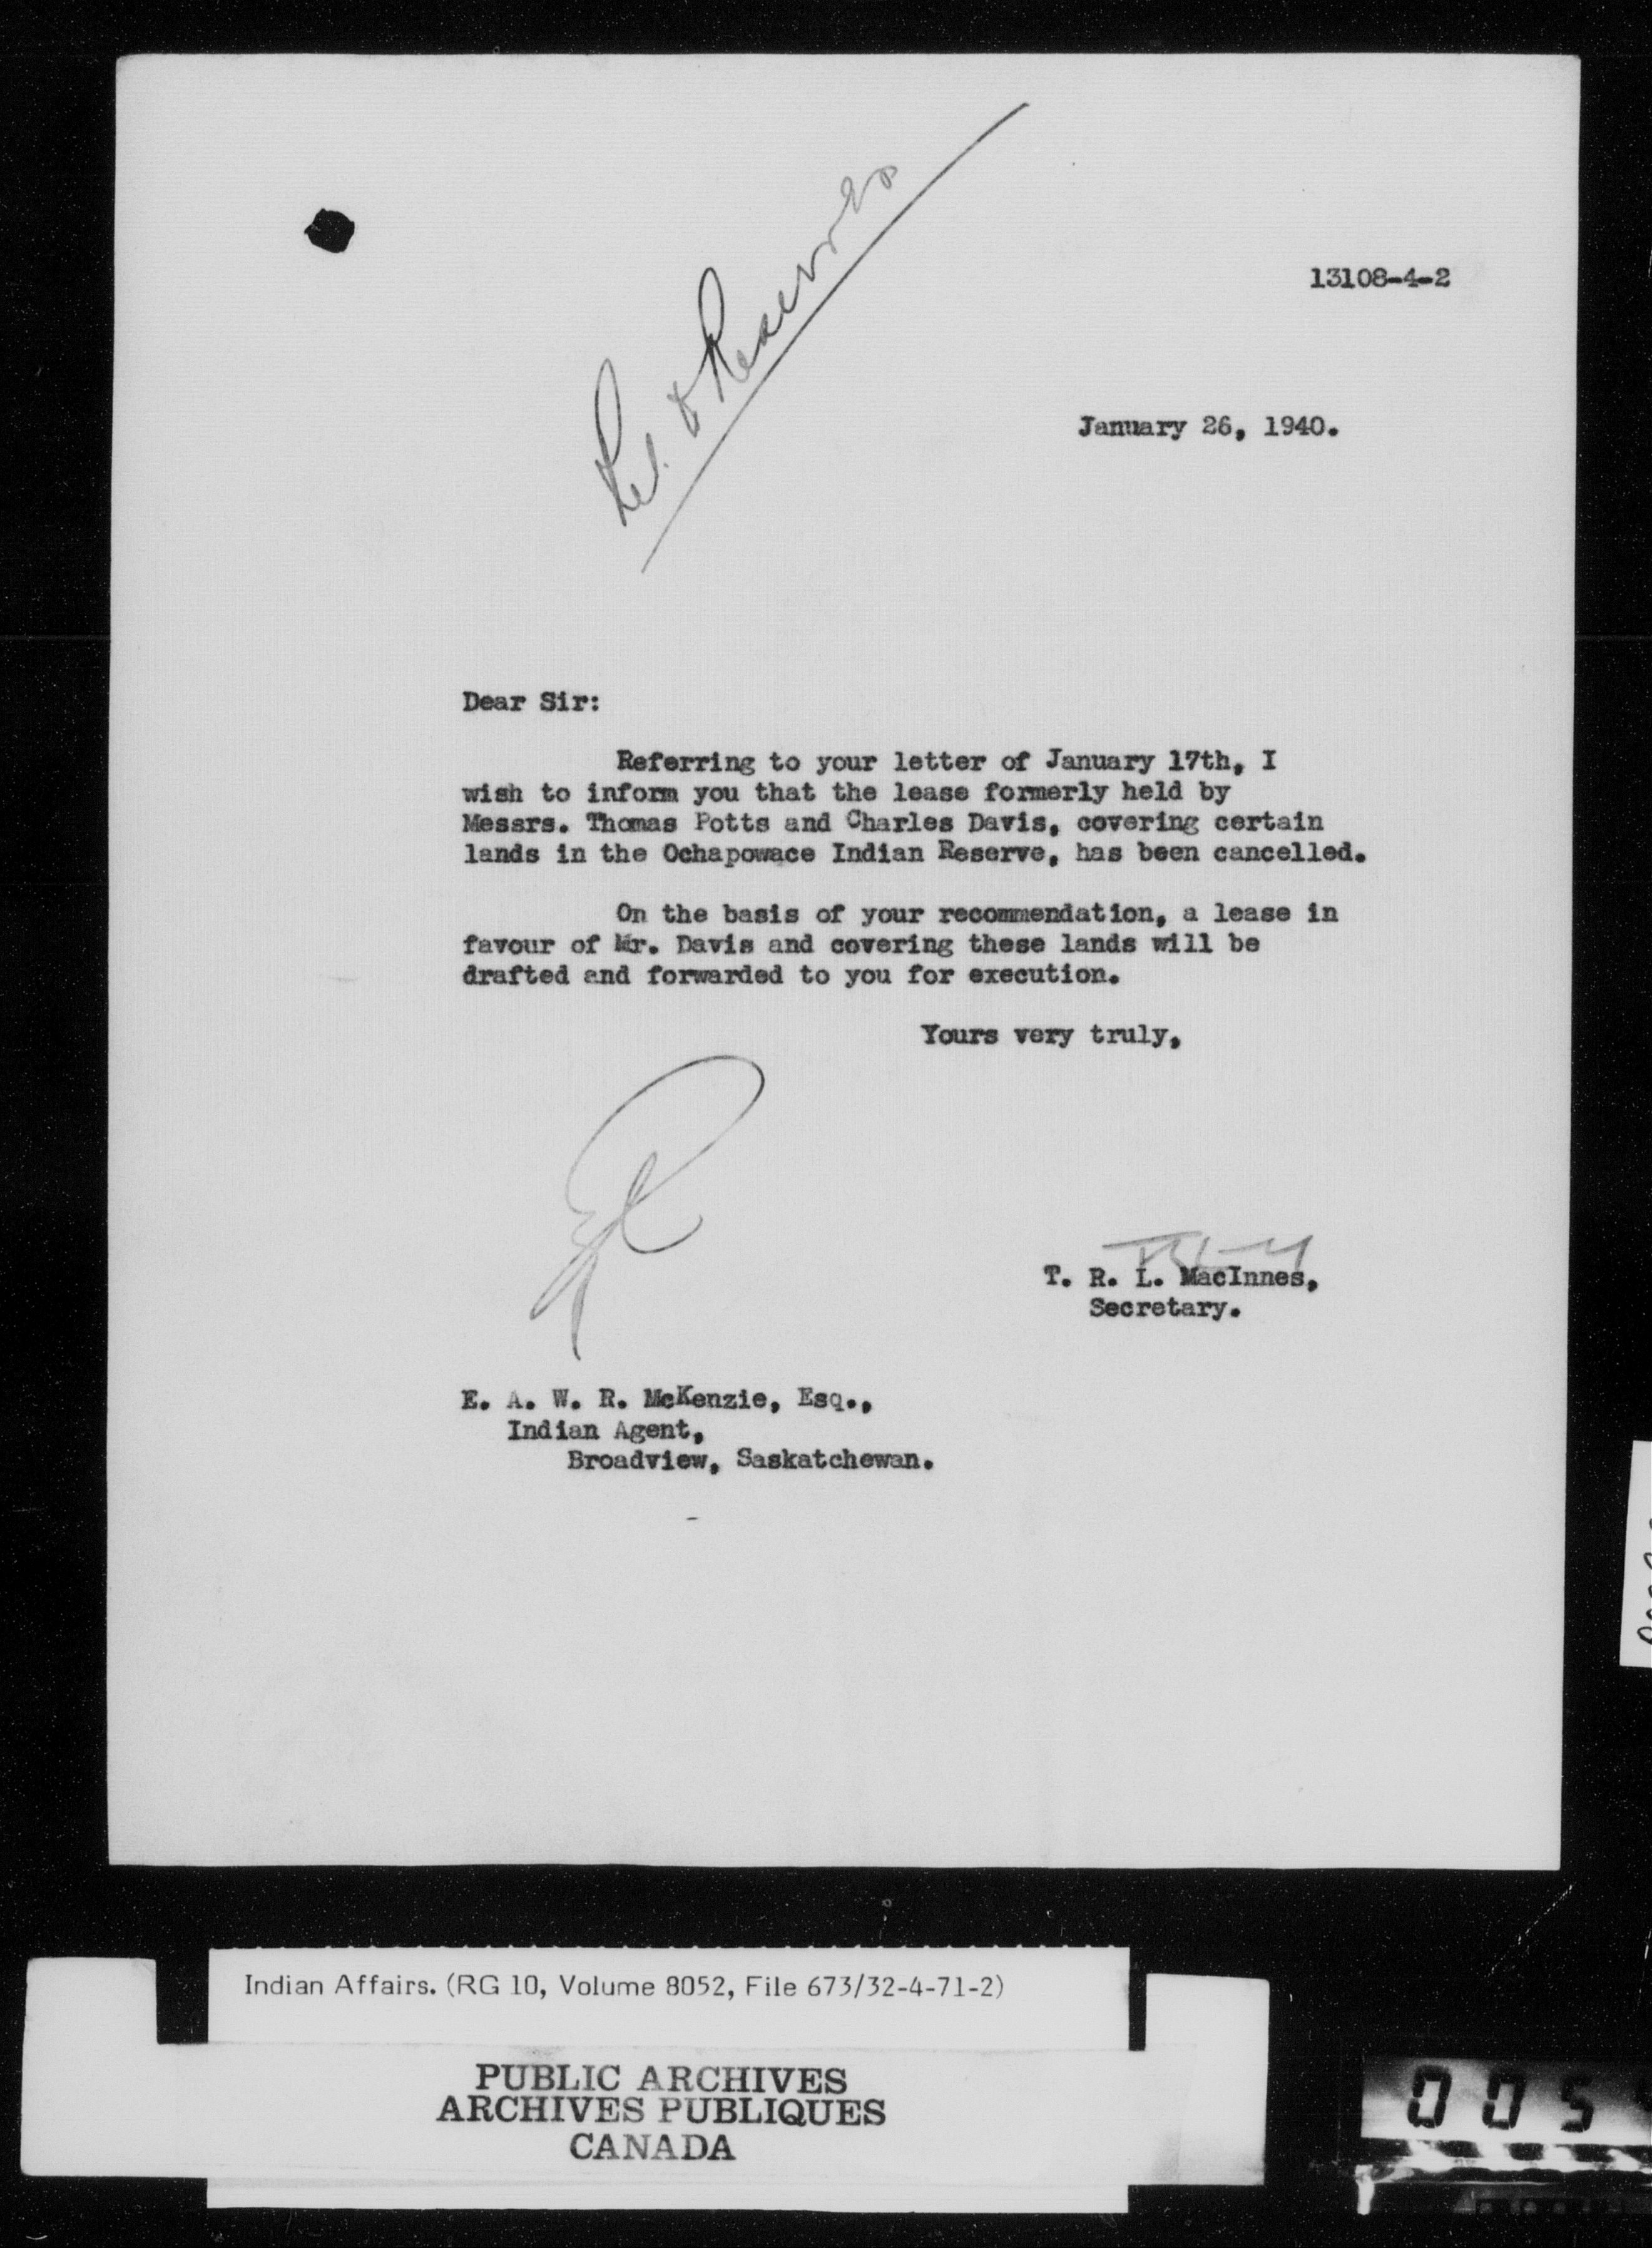 13108-4-2
January 26, 1940.
Dear Sir:
Referring to your letter of January 17th, I
wish to inform you that the lease formerly held by
Messrs. Thomas Potts and Charles Davis, covering certain
lands in the Ochapowace Indian Reserve, has been cancelled.
On the basis of your recommendation, a lease in
favour of Mr. Davis and covering these lands will be
drafted and forwarded to you for execution.
Yours very truly,
T. R. L. MacInnes,
Secretary.
E. A. W. R. McKenzie, Esq.,
Indian Agent,
Broadview, Saskatchewan.
Indian Affairs. (RG 10, Volume 8052, File 673/32-4-71-2)
PUBLIC ARCHIVES
ARCHIVES PUBLIQUES
CANADA
005